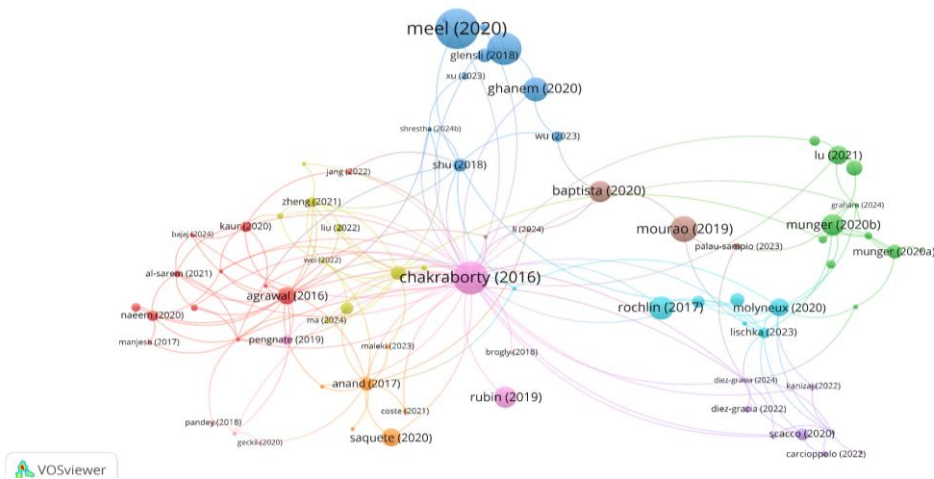 meel (2020)
glensli (2018)
xu (2023)
ghanem (2020)
shrestha (2024b)
wu (2023)
lu (2021)
shu (2018)
jang (2022)
baptista (2020)
zheng (2021)
graham (2024)
kaur (2020)
liu (2022)
li (2024)
mourao (2019)
munger (2020b)
bajaj (2024)
palau-sampio (2023)
munger (2020a)
wei (2022)
al-sarem (2021)
chakraborty (2016)
agrawal (2016)
rochlin (2017)
molyneux (2020)
naeem (2020)
ma (2024)
lischka (2023)
manjesh (2017)
pengnate (2019)
maleki (2023)
brogly (2018)
anand (2017)
diez-gracia (2024)
kanizaj (2022)
rubin (2019)
coste (2021)
diez-gracia (2022)
pandey (2018)
saquete (2020)
scacco (2020)
geckil (2020)
carcioppolo (2022)
VOSviewer